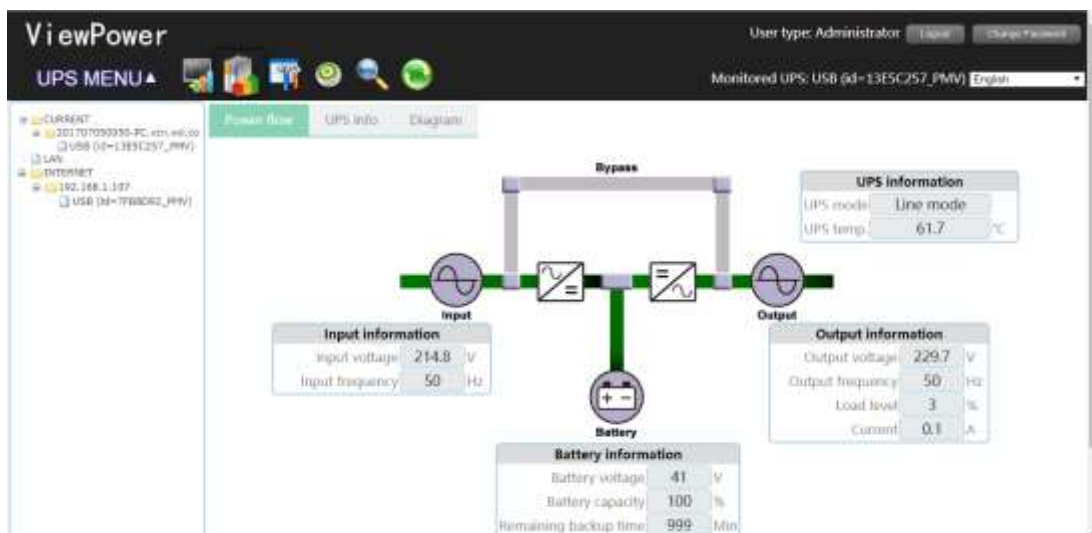 ViewPower
User type: Administrator Logout Change Password
UPS MENU▲
Monitored UPS: USB (id=13E5C257_PMV) English
CURRENT
USB (id=13E5C257_PMV)
LAN
INTERNET
192.168.1.107
Power flow UPS Info Diagram
Bypass
UPS information
UPS mode Line mode
UPS temp. 61.7 ℃
Input
Output
Input information
Input voltage 214.8 V
Input frequency 50 Hz
Output information
Output voltage 229.7 V
Output frequency 50 Hz
Load level 3 %
Current 0.1 A
Battery
Battery information
Battery voltage 41 V
Battery capacity 100 %
Remaining backup time 999 Min